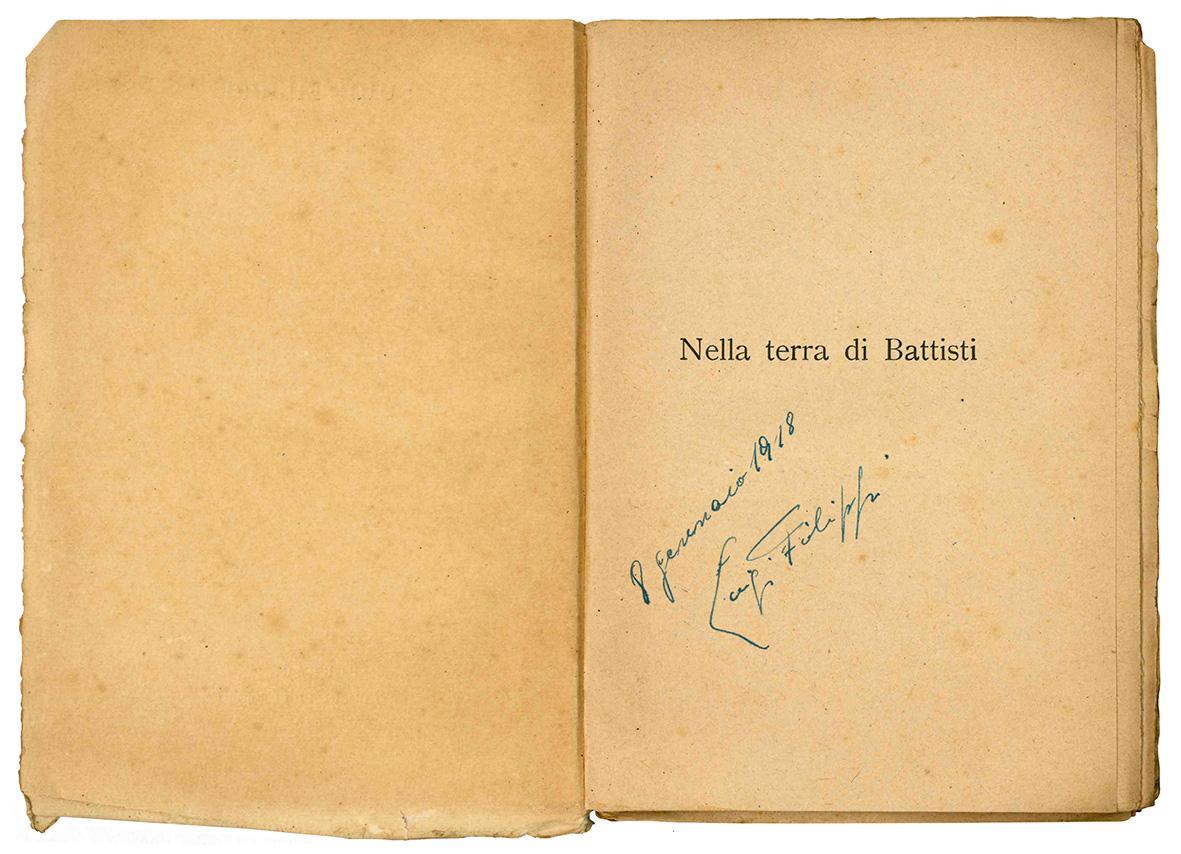 Nella terra di Battisti
8 gennaio 1918
Luigi Filippi